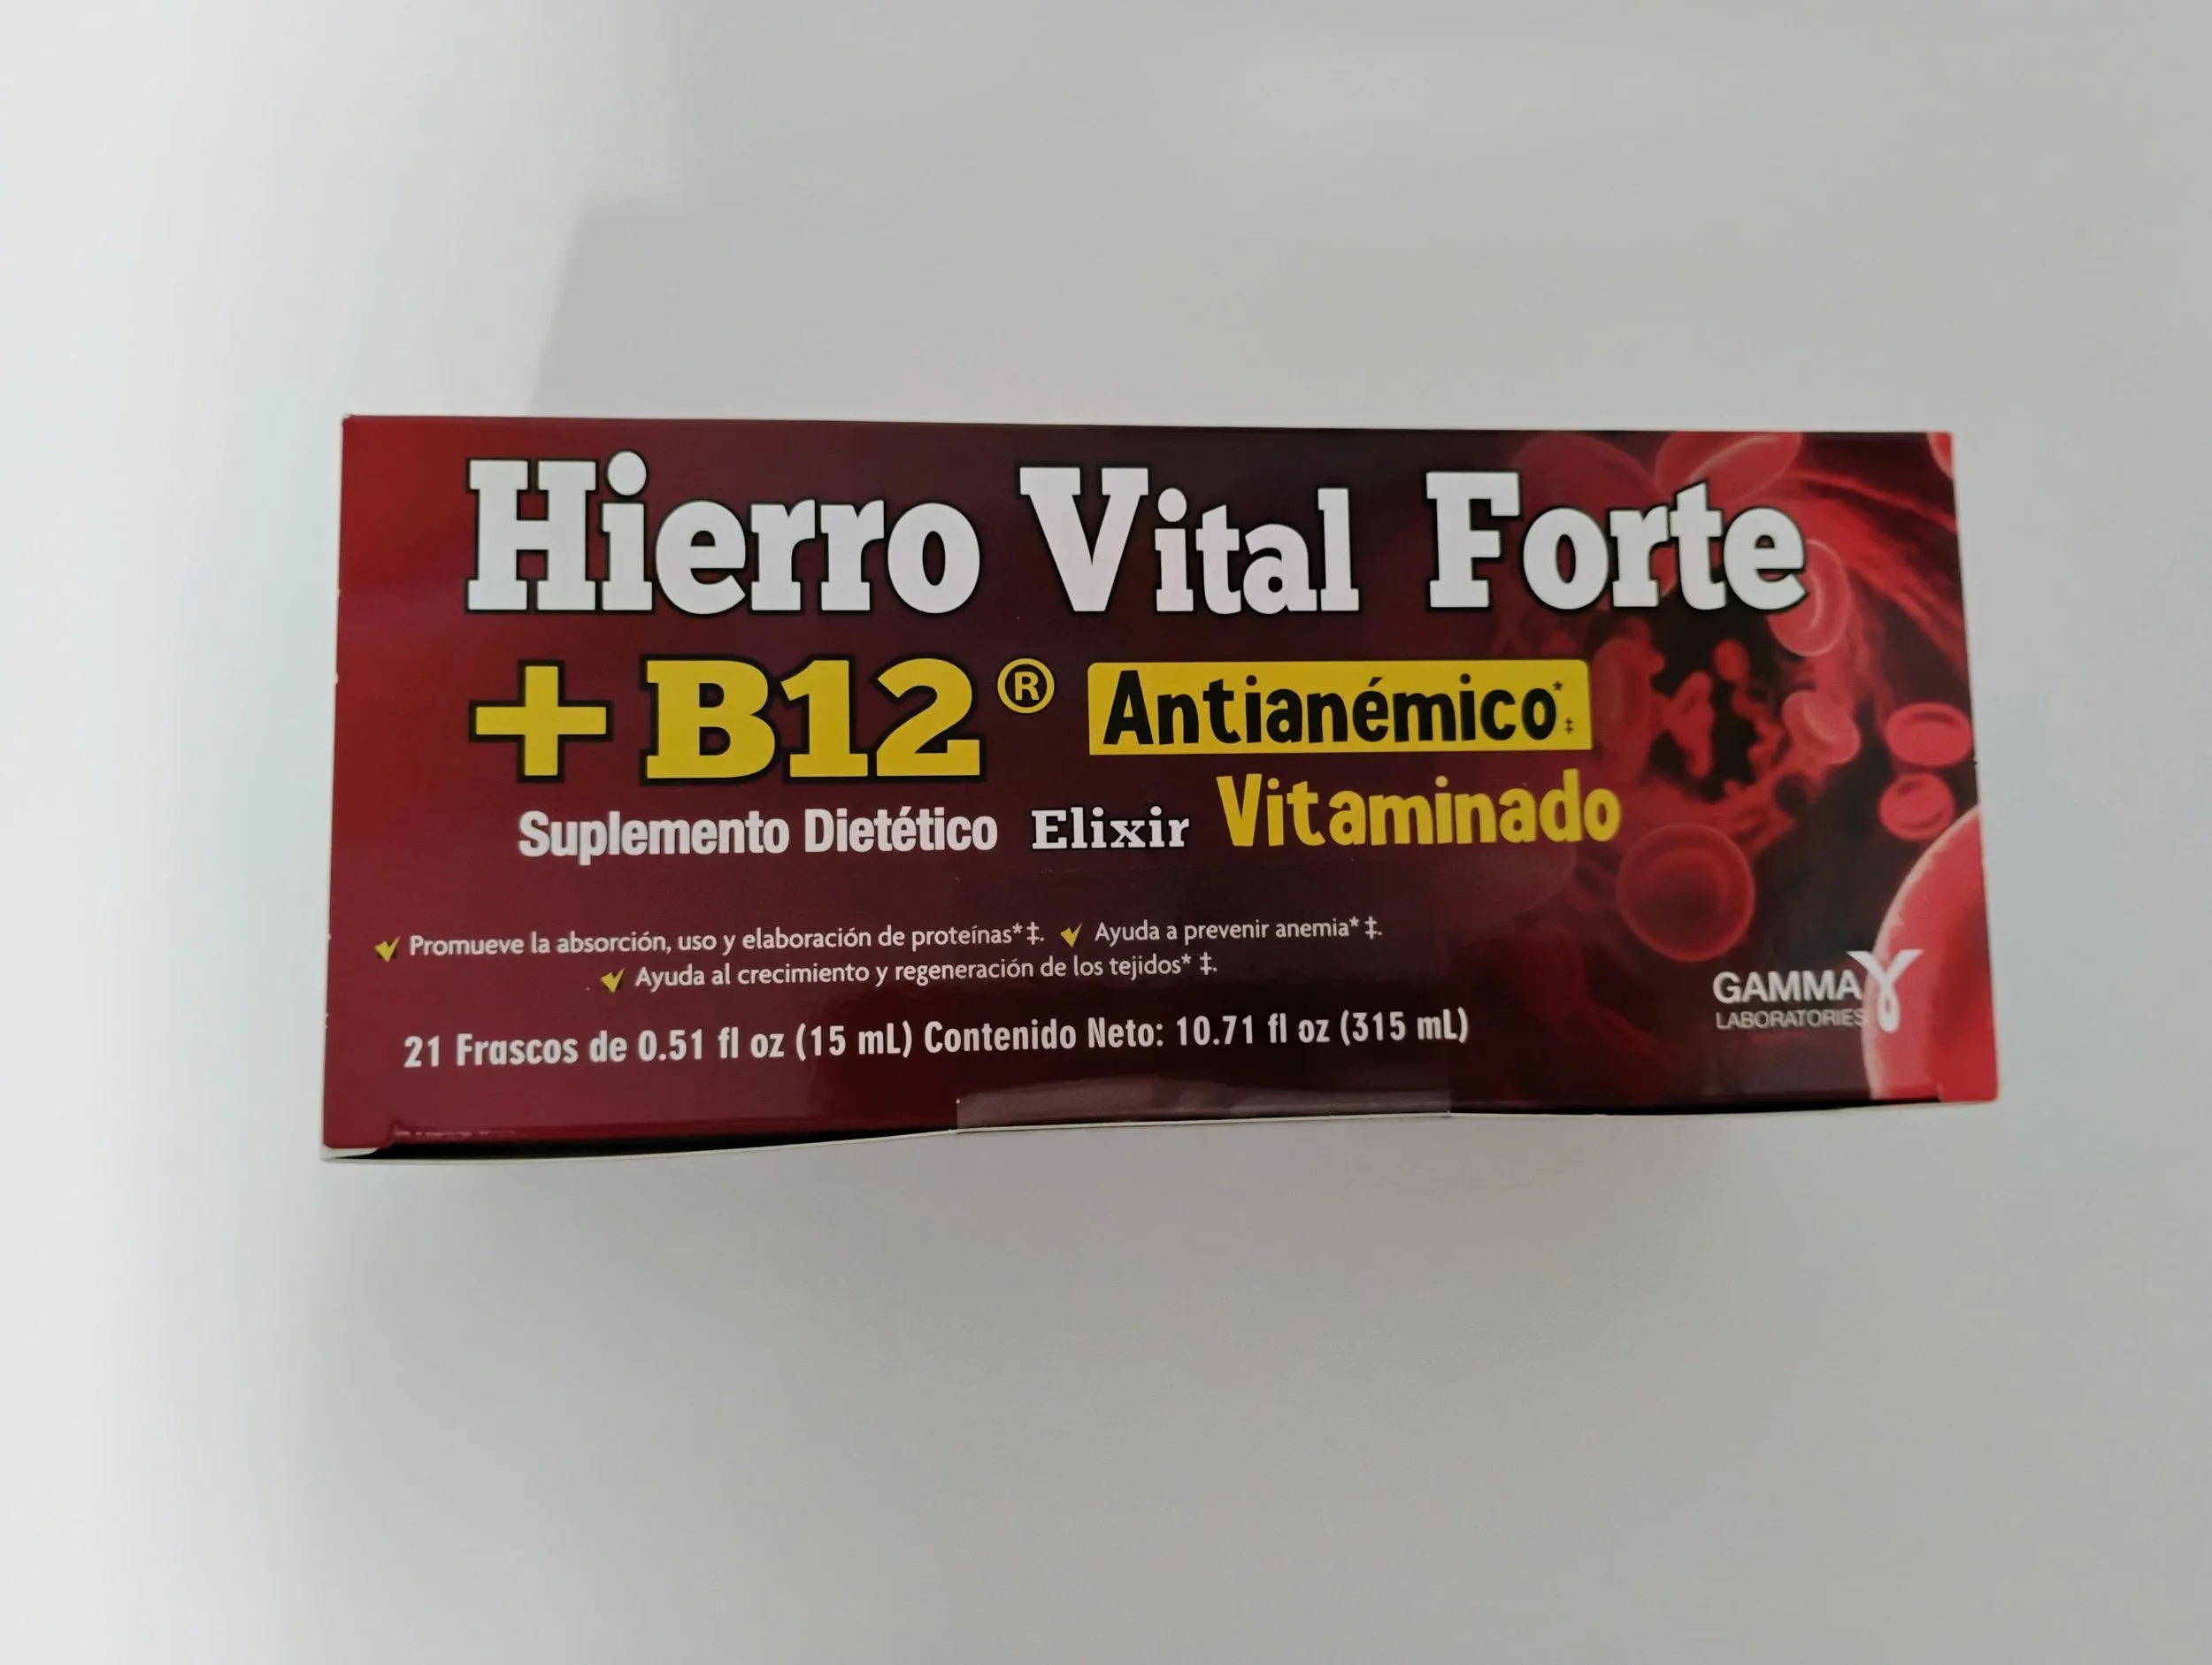 Hierro Vital Forte
+ B12® Antianémico*‡
Suplemento Dietético Elixir Vitaminado
Promueve la absorción, uso y elaboración de proteínas*‡. Ayuda a prevenir anemia*‡.
Ayuda al crecimiento y regeneración de los tejidos* ‡.
21 Frascos de 0.51 fl oz (15 mL) Contenido Neto: 10.71 fl oz (315 mL)
GAMMA
LABORATORIES